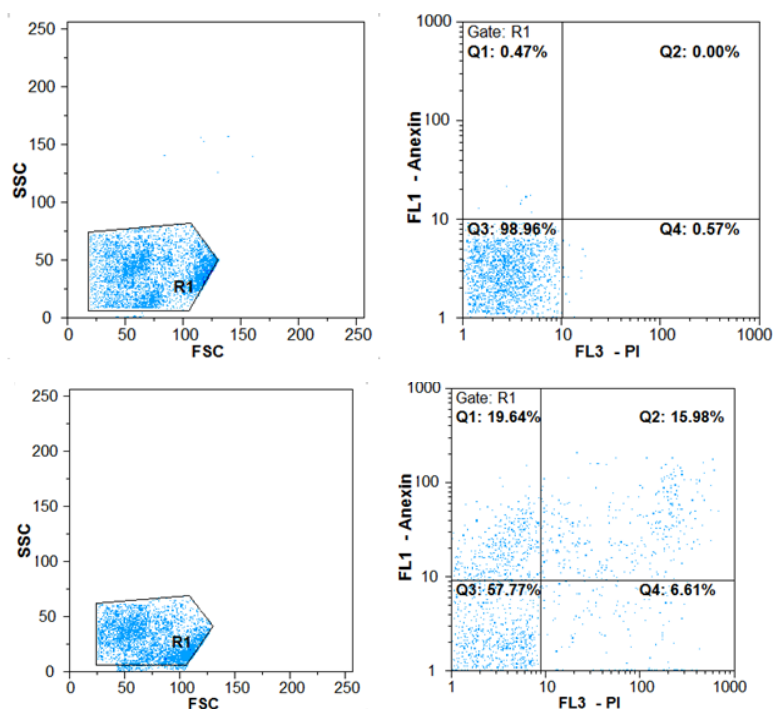 250
200
150
100
50
0
SSC
R1
0 50 100 150 200 250
FSC
1000
100
10
1
FL1 - Anexin
Gate: R1
Q1: 0.47% Q2: 0.00%
Q3: 98.96% Q4: 0.57%
1 10 100 1000
FL3 - PI
250
200
150
100
50
0
SSC
R1
0 50 100 150 200 250
FSC
1000
100
10
1
FL1 - Anexin
Gate: R1
Q1: 19.64% Q2: 15.98%
Q3: 57.77% Q4: 6.61%
1 10 100 1000
FL3 - PI